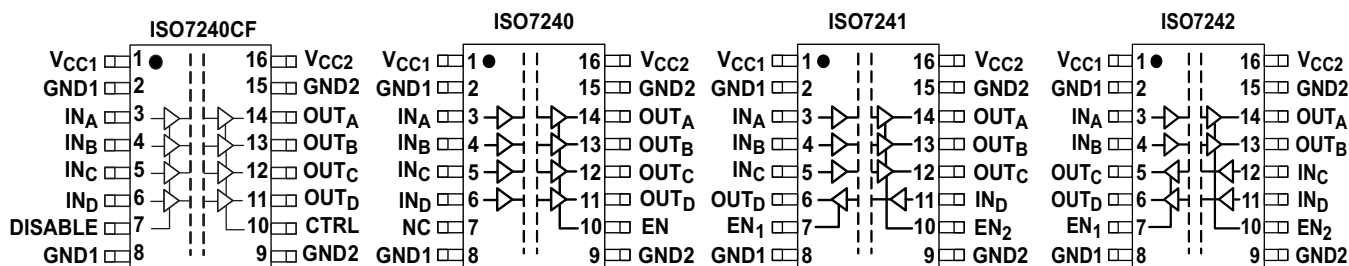 ISO7240CF
VCC1 1 16 VCC2
GND1 2 15 GND2
INA 3 14 OUTA
INB 4 13 OUTB
INC 5 12 OUTC
IND 6 11 OUTD
DISABLE 7 10 CTRL
GND1 8 9 GND2
ISO7240
VCC1 1 16 VCC2
GND1 2 15 GND2
INA 3 14 OUTA
INB 4 13 OUTB
INC 5 12 OUTC
IND 6 11 OUTD
NC 7 10 EN
GND1 8 9 GND2
ISO7241
VCC1 1 16 VCC2
GND1 2 15 GND2
INA 3 14 OUTA
INB 4 13 OUTB
INC 5 12 OUTC
OUTD 6 11 IND
EN1 7 10 EN2
GND1 8 9 GND2
ISO7242
VCC1 1 16 VCC2
GND1 2 15 GND2
INA 3 14 OUTA
INB 4 13 OUTB
OUTC 5 12 INC
OUTD 6 11 IND
EN1 7 10 EN2
GND1 8 9 GND2